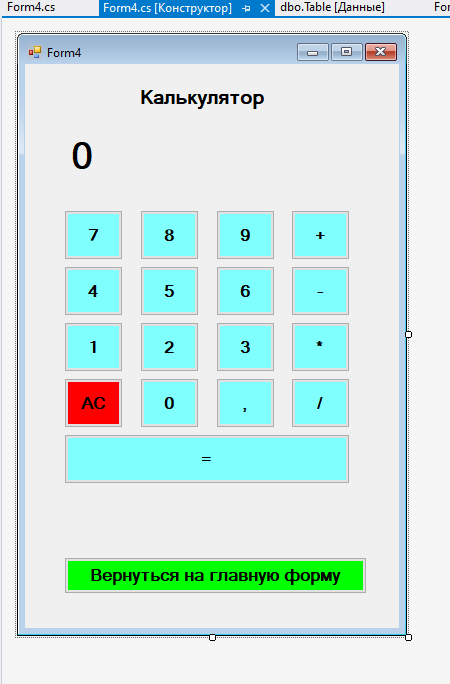 Form4.cs Form4.cs [Конструктор] dbo.Table [Данные] For
Form4
Калькулятор
0
7 8 9 +
4 5 6 -
1 2 3 *
AC 0 , /
=
Вернуться на главную форму